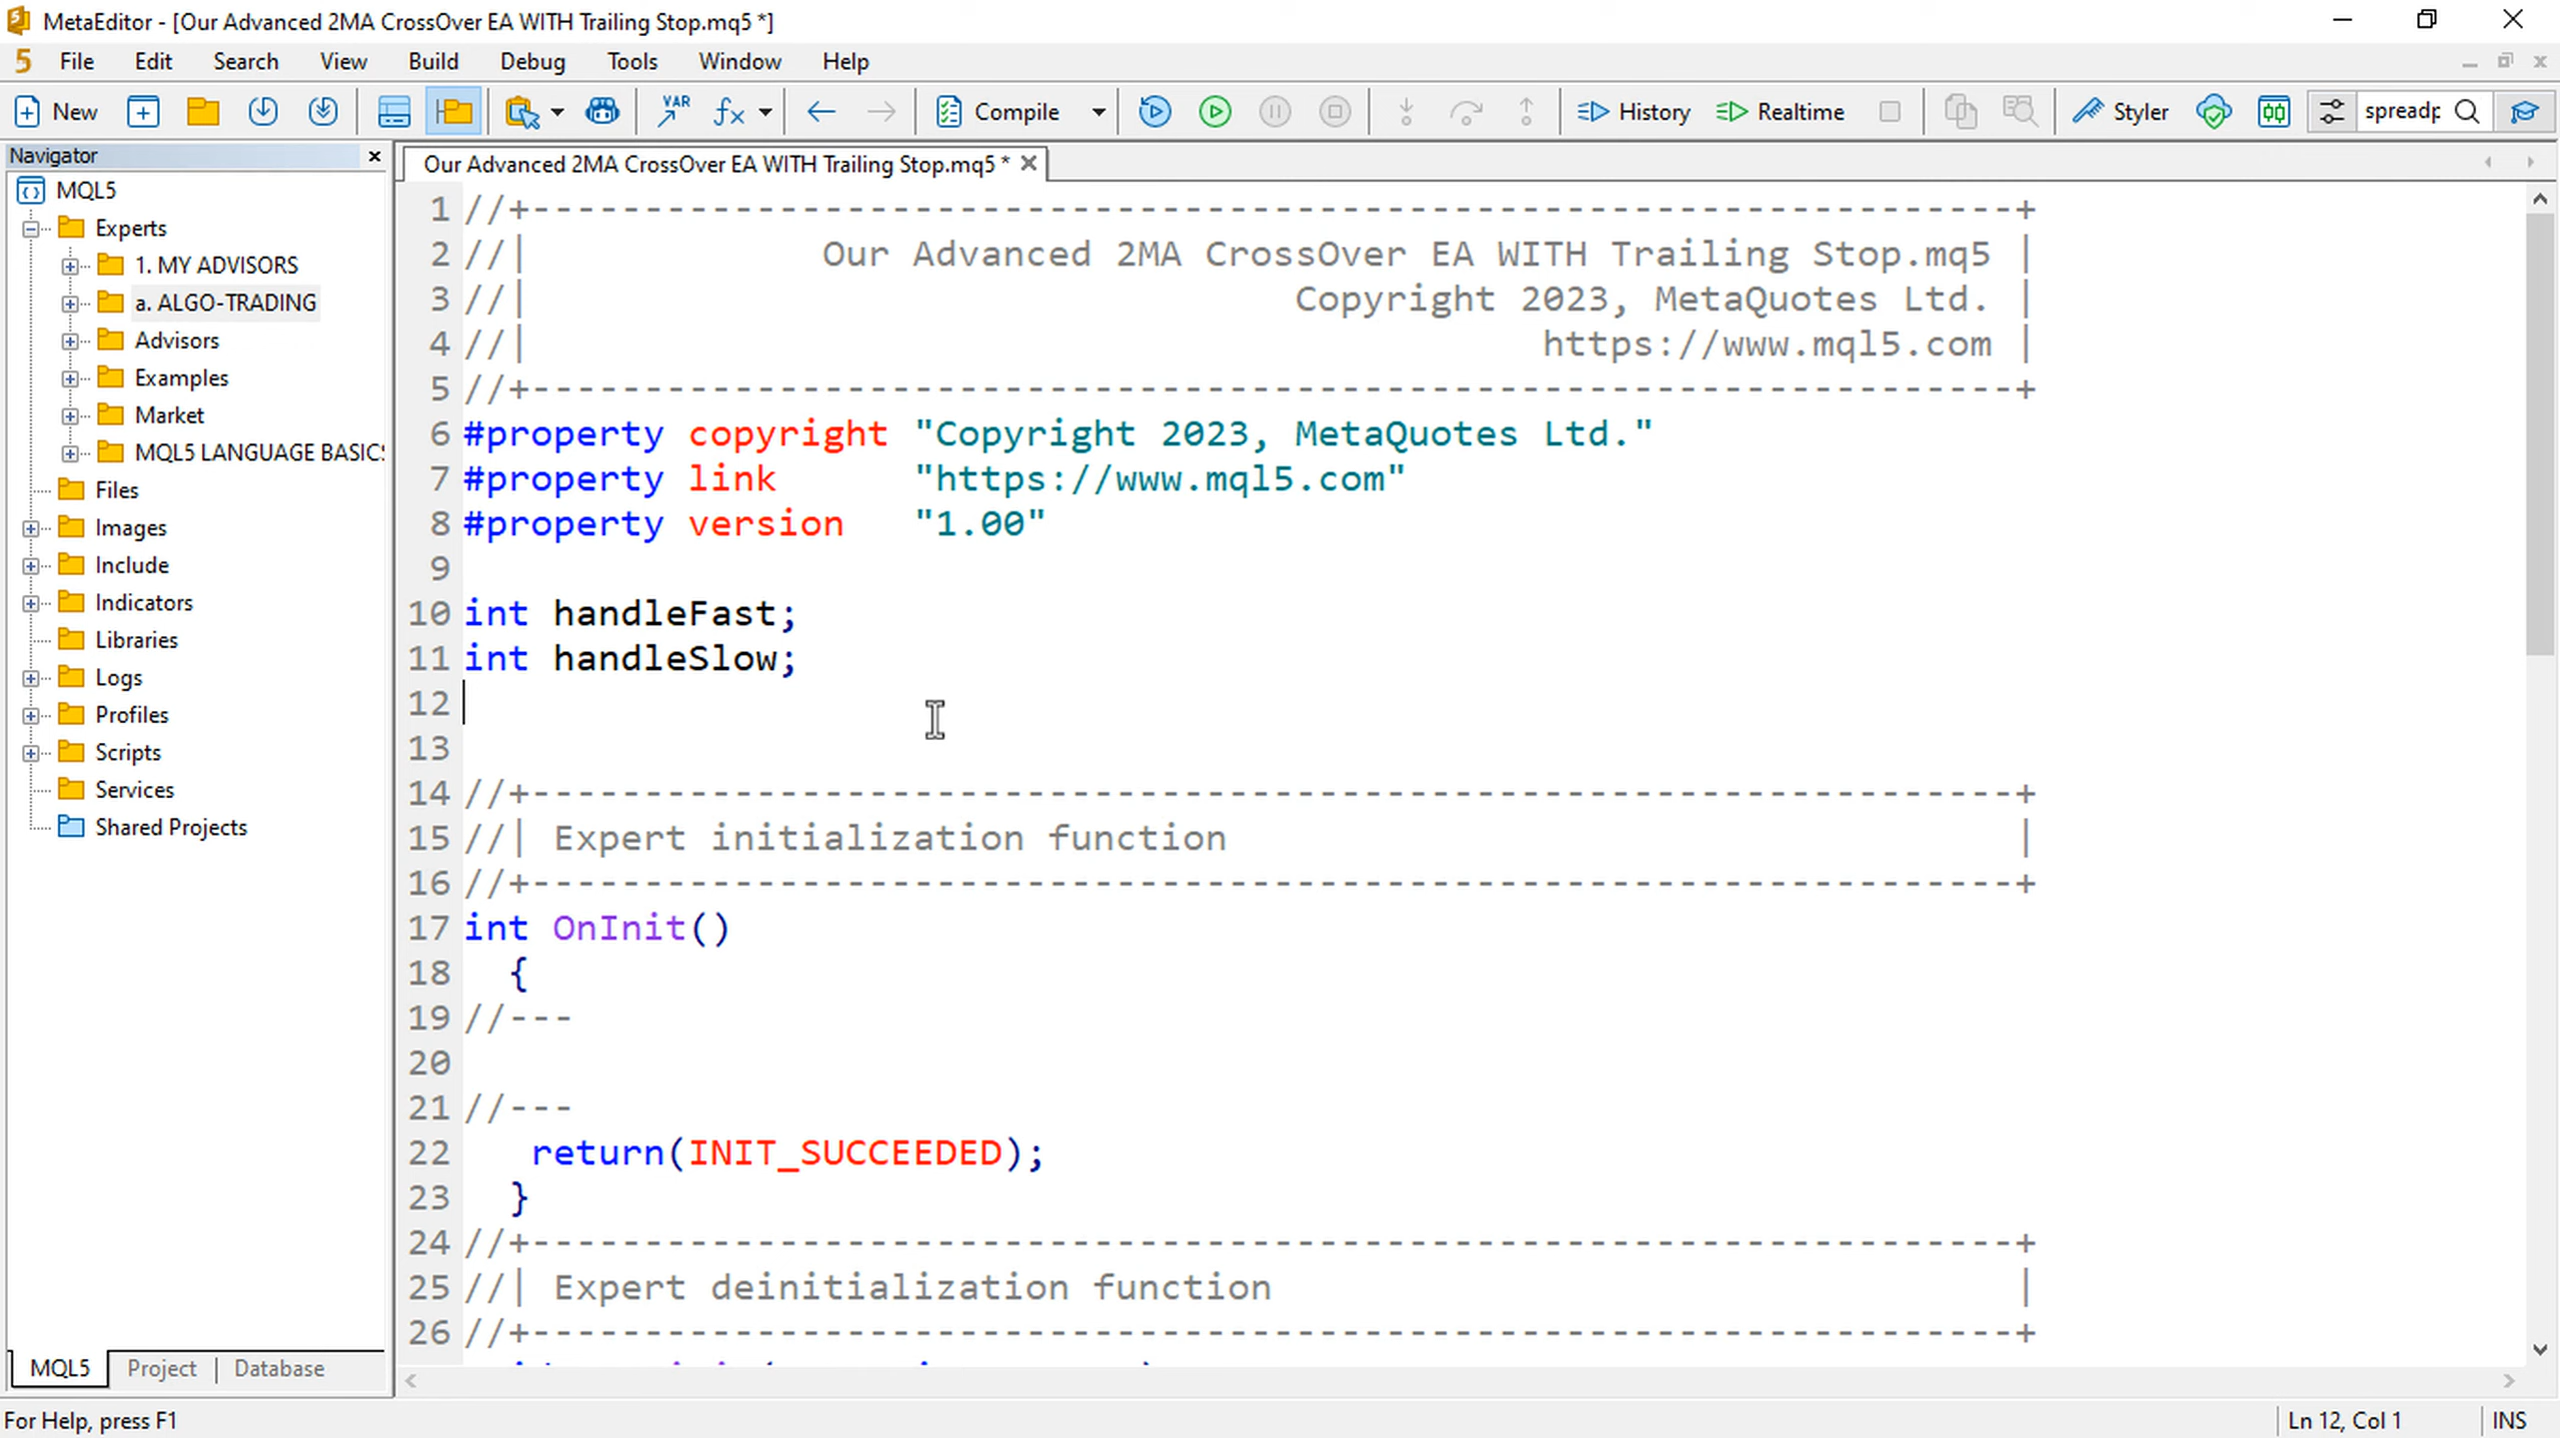 MetaEditor - [Our Advanced 2MA CrossOver EA WITH Trailing Stop.mq5 *]
5 File Edit Search View Build Debug Tools Window Help
New VAR fx Compile History Realtime Styler spreadp
Navigator
MQL5
Experts
1. MY ADVISORS
a. ALGO-TRADING
Advisors
Examples
Market
MQL5 LANGUAGE BASICS
Files
Images
Include
Indicators
Libraries
Logs
Profiles
Scripts
Services
Shared Projects
MQL5 Project Database
Our Advanced 2MA CrossOver EA WITH Trailing Stop.mq5 *
1 //+------------------------------------------------------------------+
2 //|             Our Advanced 2MA CrossOver EA WITH Trailing Stop.mq5 |
3 //|                                  Copyright 2023, MetaQuotes Ltd. |
4 //|                                             https://www.mql5.com |
5 //+------------------------------------------------------------------+
6 #property copyright "Copyright 2023, MetaQuotes Ltd."
7 #property link      "https://www.mql5.com"
8 #property version   "1.00"
9
10 int handleFast;
11 int handleSlow;
12
13
14 //+------------------------------------------------------------------+
15 //| Expert initialization function                                   |
16 //+------------------------------------------------------------------+
17 int OnInit()
18   {
19 //---
20
21 //---
22    return(INIT_SUCCEEDED);
23   }
24 //+------------------------------------------------------------------+
25 //| Expert deinitialization function                                 |
26 //+------------------------------------------------------------------+
For Help, press F1
Ln 12, Col 1 INS